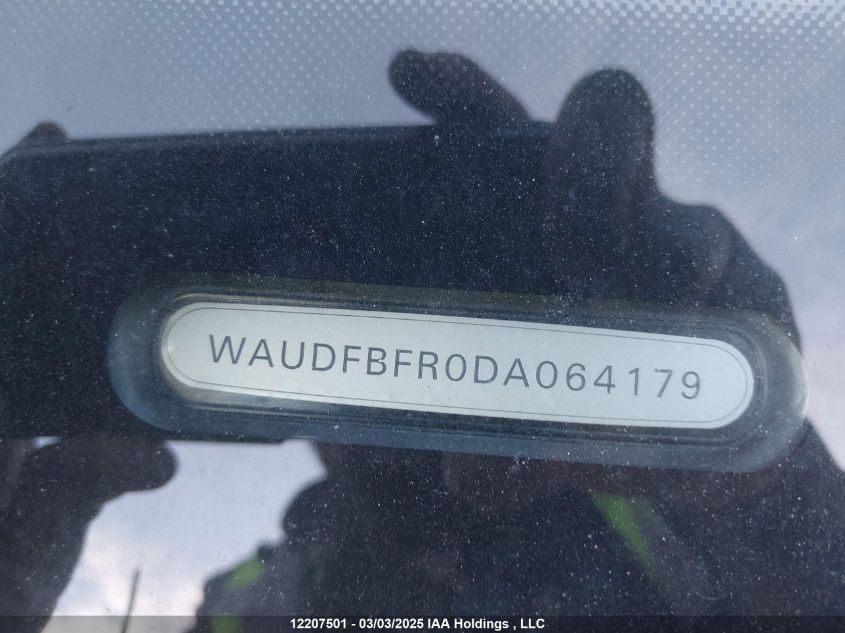 WAUDFBFR0DA064179
12207501 - 03/03/2025 IAA Holdings , LLC